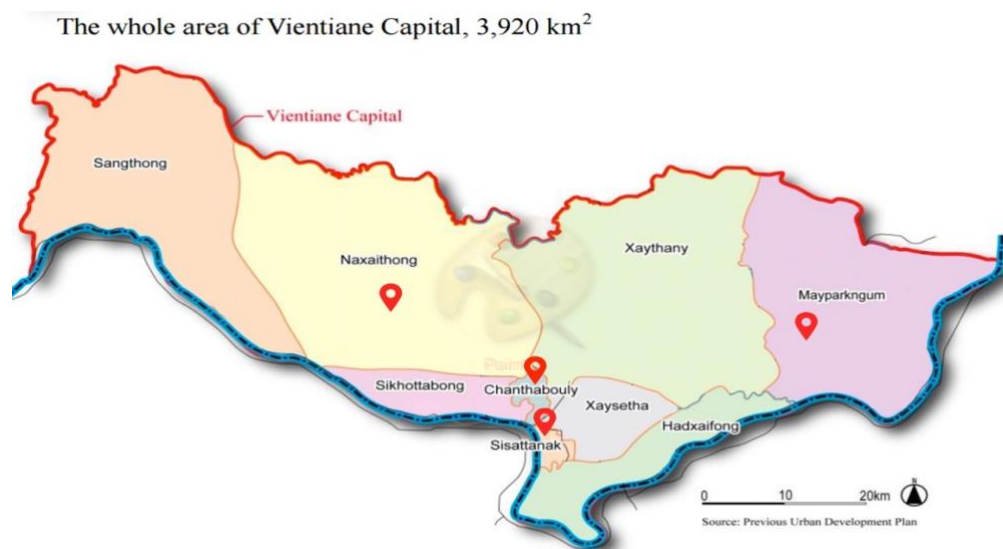 The whole area of Vientiane Capital, 3,920 km²
Vientiane Capital
Sangthong
Naxaithong
Xaythany
Mayparkngum
Sikhottabong
Chanthabouly
Xaysetha
Hadxaifong
Sisattanak
N
0 10 20km
Source: Previous Urban Development Plan